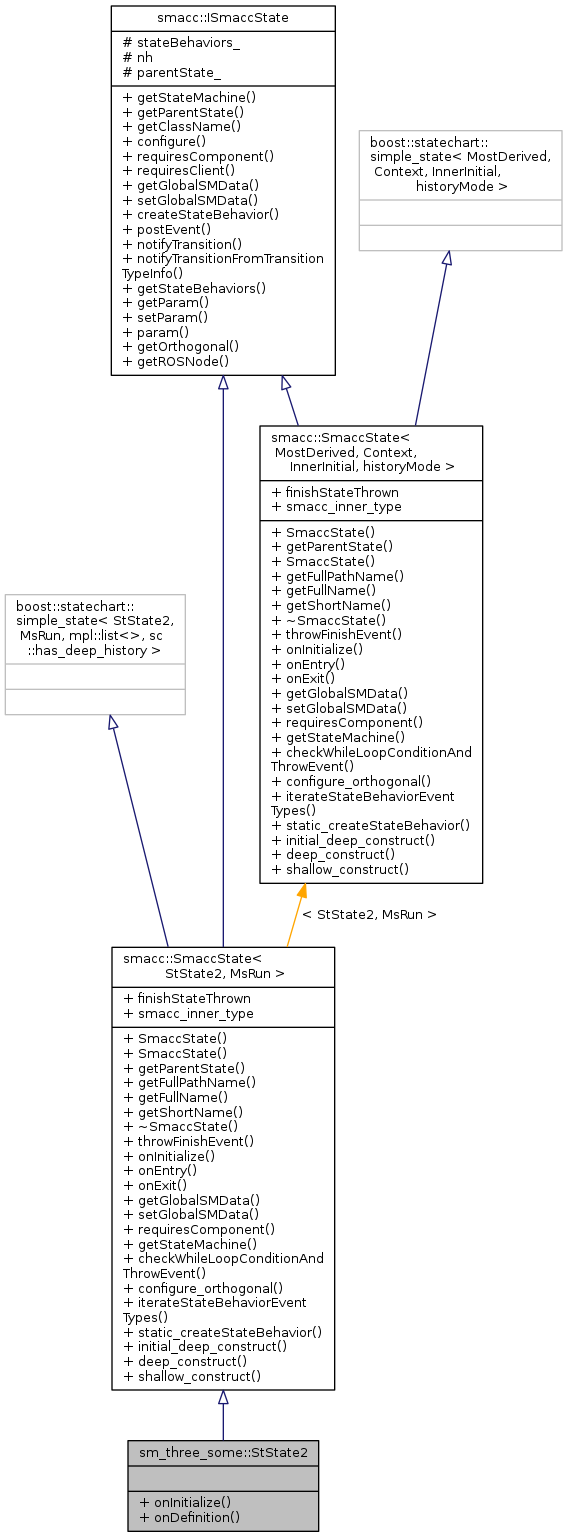 smacc::ISmaccState
# stateBehaviors_
# nh
# parentState_
+ getStateMachine()
+ getParentState()
+ getClassName()
+ configure()
+ requiresComponent()
+ requiresClient()
+ getGlobalSMData()
+ setGlobalSMData()
+ createStateBehavior()
+ postEvent()
+ notifyTransition()
+ notifyTransitionFromTransition
TypeInfo()
+ getStateBehaviors()
+ getParam()
+ setParam()
+ param()
+ getOrthogonal()
+ getROSNode()
boost::statechart::
simple_state< MostDerived,
Context, InnerInitial,
historyMode >
smacc::SmaccState<
MostDerived, Context,
InnerInitial, historyMode >
+ finishStateThrown
+ smacc_inner_type
+ SmaccState()
+ getParentState()
+ SmaccState()
+ getFullPathName()
+ getFullName()
+ getShortName()
+ ~SmaccState()
+ throwFinishEvent()
+ onInitialize()
+ onEntry()
+ onExit()
+ getGlobalSMData()
+ setGlobalSMData()
+ requiresComponent()
+ getStateMachine()
+ checkWhileLoopConditionAnd
ThrowEvent()
+ configure_orthogonal()
+ iterateStateBehaviorEvent
Types()
+ static_createStateBehavior()
+ initial_deep_construct()
+ deep_construct()
+ shallow_construct()
boost::statechart::
simple_state< StState2,
MsRun, mpl::list<>, sc
::has_deep_history >
< StState2, MsRun >
smacc::SmaccState<
StState2, MsRun >
+ finishStateThrown
+ smacc_inner_type
+ SmaccState()
+ SmaccState()
+ getParentState()
+ getFullPathName()
+ getFullName()
+ getShortName()
+ ~SmaccState()
+ throwFinishEvent()
+ onInitialize()
+ onEntry()
+ onExit()
+ getGlobalSMData()
+ setGlobalSMData()
+ requiresComponent()
+ getStateMachine()
+ checkWhileLoopConditionAnd
ThrowEvent()
+ configure_orthogonal()
+ iterateStateBehaviorEvent
Types()
+ static_createStateBehavior()
+ initial_deep_construct()
+ deep_construct()
+ shallow_construct()
sm_three_some::StState2
+ onInitialize()
+ onDefinition()